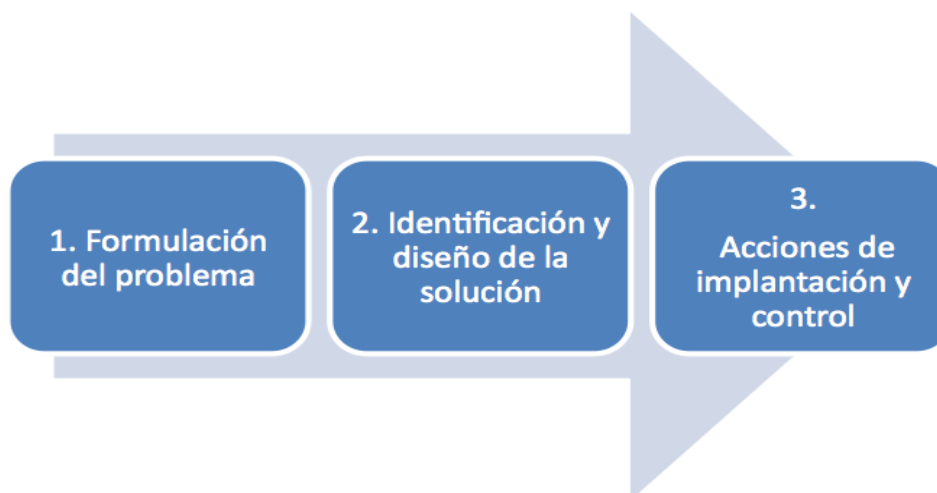 1. Formulación
del problema
2. Identificación y
diseño de la
solución
3.
Acciones de
implantación y
control